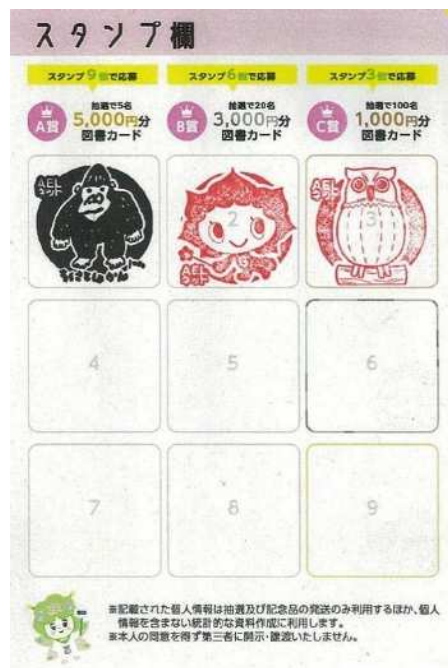 スタンプ欄
スタンプ9個で応募
スタンプ6個で応募
スタンプ3個で応募
A賞
抽選で5名
5,000円分
図書カード
B賞
抽選で20名
3,000円分
図書カード
C賞
抽選で100名
1,000円分
図書カード
2
3
4
5
6
7
8
9
※記載された個人情報は抽選及び記念品の発送のみ利用するほか、個人
情報を含まない統計的な資料作成に利用します。
※本人の同意を得ず第三者に開示・譲渡いたしません。